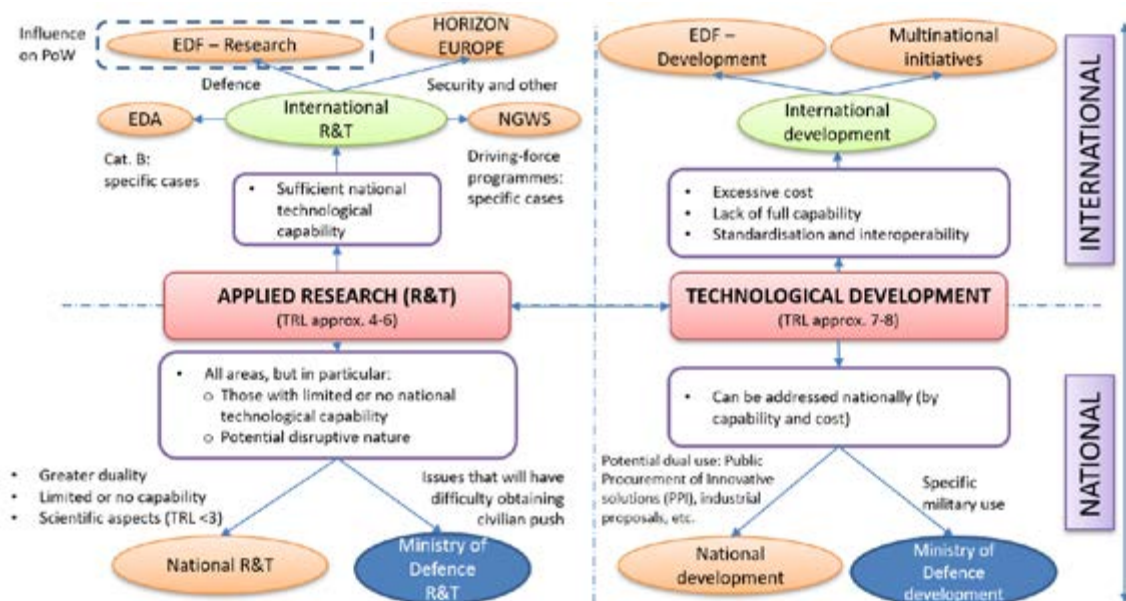 Influence
on PoW
EDF – Research
HORIZON
EUROPE
Defence
Security and other
International
R&T
EDA
NGWS
Cat. B:
specific cases
Driving-force
programmes:
specific cases
• Sufficient national
technological
capability
EDF –
Development
Multinational
initiatives
International
development
• Excessive cost
• Lack of full capability
• Standardisation and interoperability
INTERNATIONAL
APPLIED RESEARCH (R&T)
(TRL approx. 4-6)
TECHNOLOGICAL DEVELOPMENT
(TRL approx. 7-8)
• All areas, but in particular:
o Those with limited or no national
technological capability
o Potential disruptive nature
• Greater duality
• Limited or no capability
• Scientific aspects (TRL <3)
Issues that will have
difficulty obtaining
civilian push
National R&T
Ministry of
Defence
R&T
• Can be addressed nationally (by
capability and cost)
Potential dual use: Public
Procurement of Innovative
solutions (PPI), industrial
proposals, etc.
Specific
military use
National
development
Ministry of
Defence
development
NATIONAL